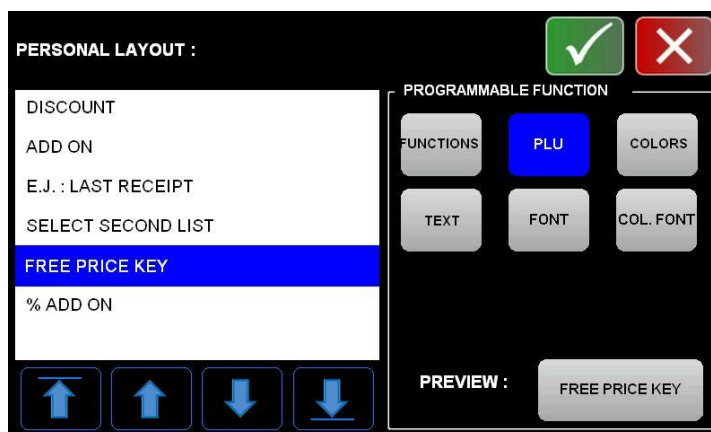 PERSONAL LAYOUT :
DISCOUNT
ADD ON
E.J. : LAST RECEIPT
SELECT SECOND LIST
FREE PRICE KEY
% ADD ON
PROGRAMMABLE FUNCTION
FUNCTIONS PLU COLORS
TEXT FONT COL. FONT
PREVIEW : FREE PRICE KEY